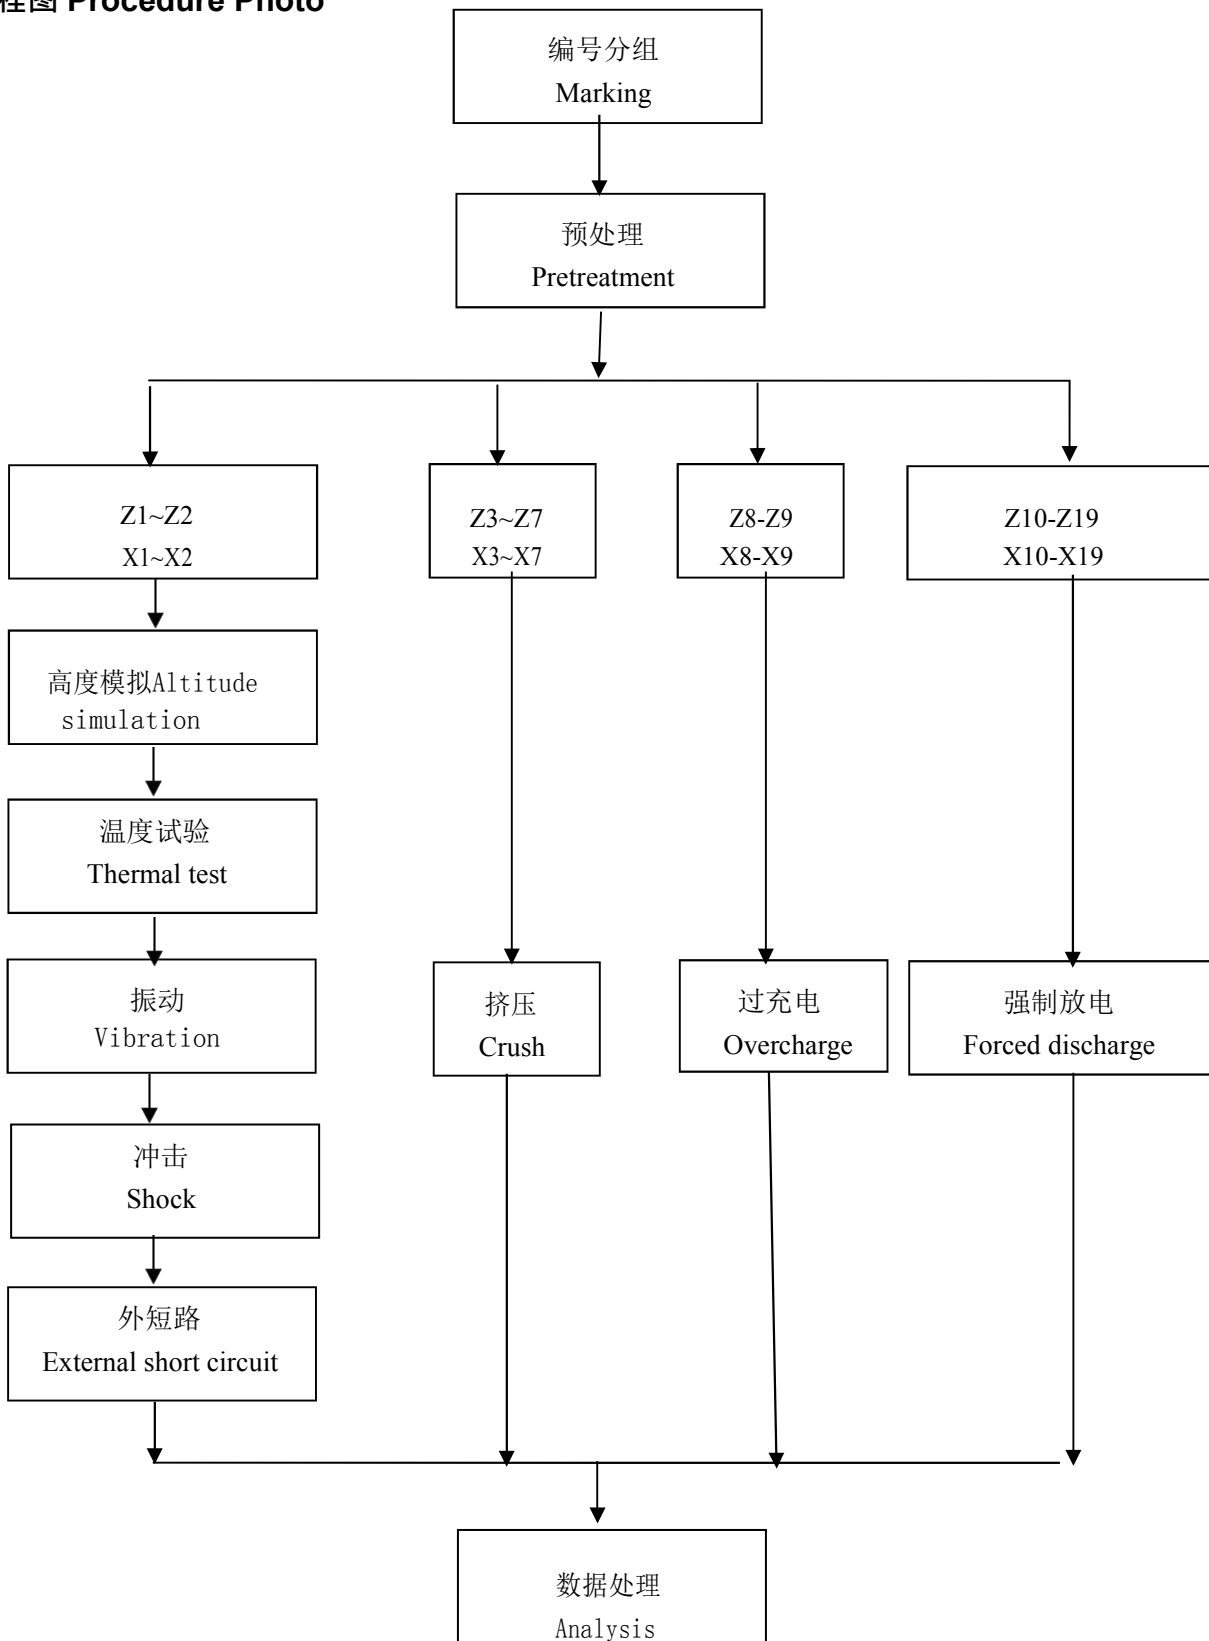 程图 Procedure Photo
编号分组
Marking
预处理
Pretreatment
Z1~Z2
X1~X2
Z3~Z7
X3~X7
Z8-Z9
X8-X9
Z10-Z19
X10-X19
高度模拟Altitude
simulation
温度试验
Thermal test
振动
Vibration
挤压
Crush
过充电
Overcharge
强制放电
Forced discharge
冲击
Shock
外短路
External short circuit
数据处理
Analysis